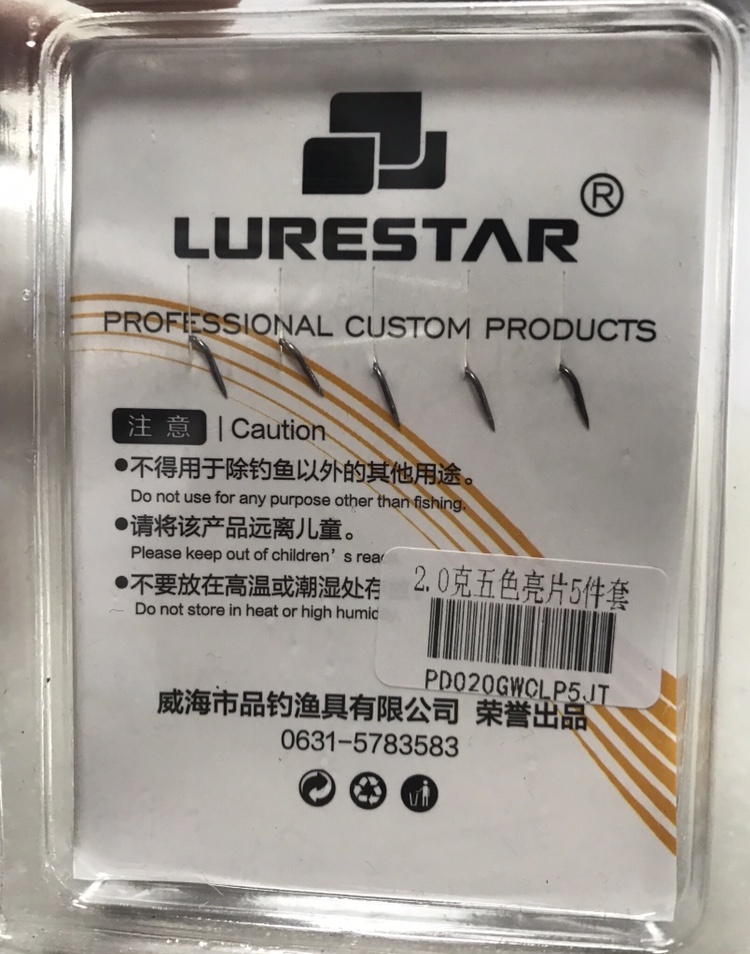 ®
LURESTAR
PROFESSIONAL CUSTOM PRODUCTS
注 意 | Caution
●不得用于除钓鱼以外的其他用途。
Do not use for any purpose other than fishing.
●请将该产品远离儿童。
Please keep out of children’s
●不要放在高温或潮湿处
Do not store in heat or high
2.0克五色亮片5件套
PD020GWCLP5JT
威海市品钓渔具有限公司 荣誉出品
0631-5783583